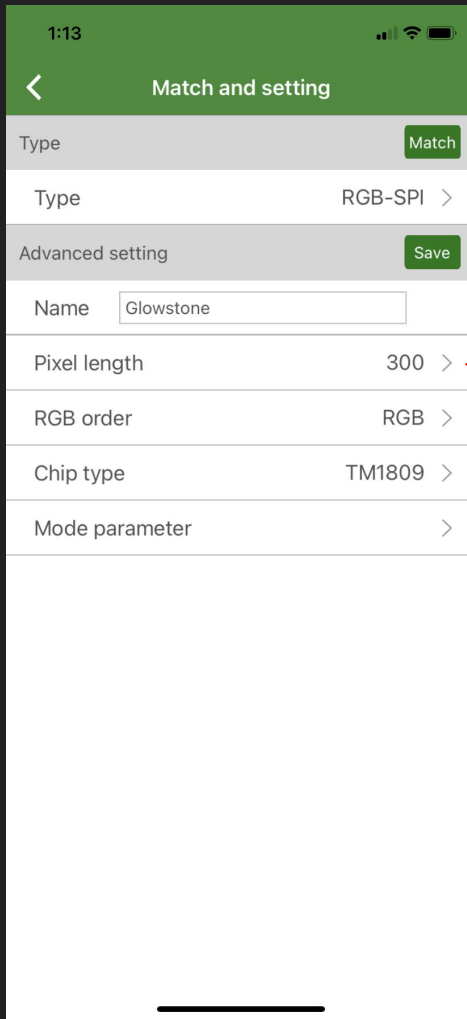 1:13
Match and setting
Type Match
Type RGB-SPI
Advanced setting Save
Name Glowstone
Pixel length 300
RGB order RGB
Chip type TM1809
Mode parameter